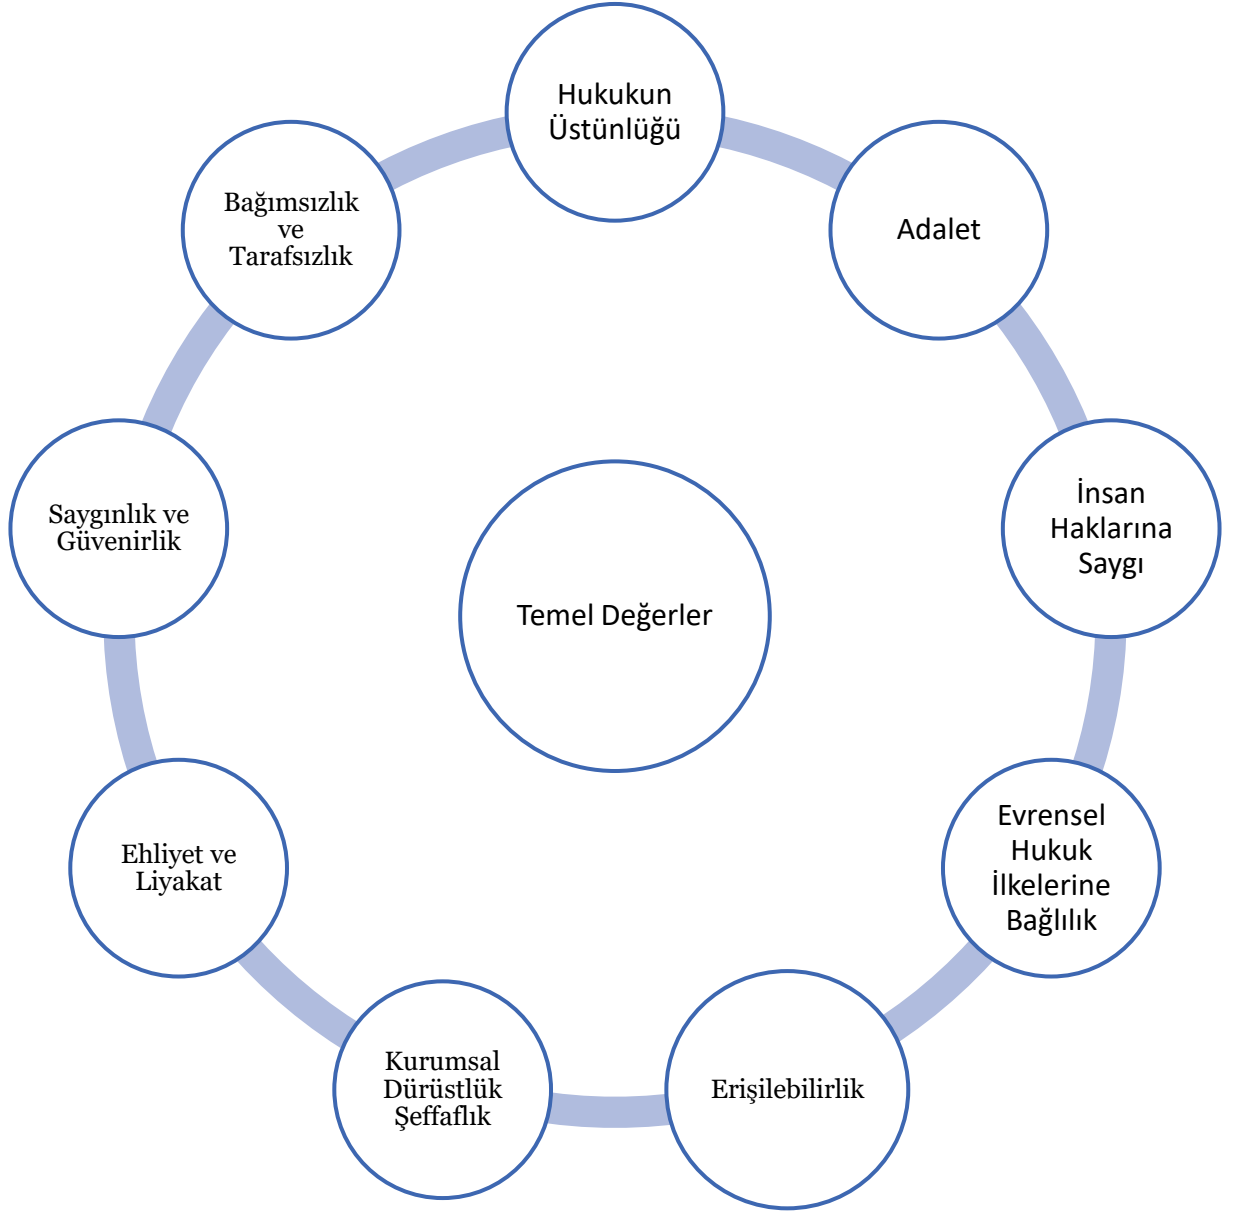 Hukukun
Üstünlüğü
Adalet
İnsan
Haklarına
Saygı
Evrensel
Hukuk
İlkelerine
Bağlılık
Erişilebilirlik
Kurumsal
Dürüstlük
Şeffaflık
Ehliyet ve
Liyakat
Saygınlık ve
Güvenirlik
Bağımsızlık
ve
Tarafsızlık
Temel Değerler